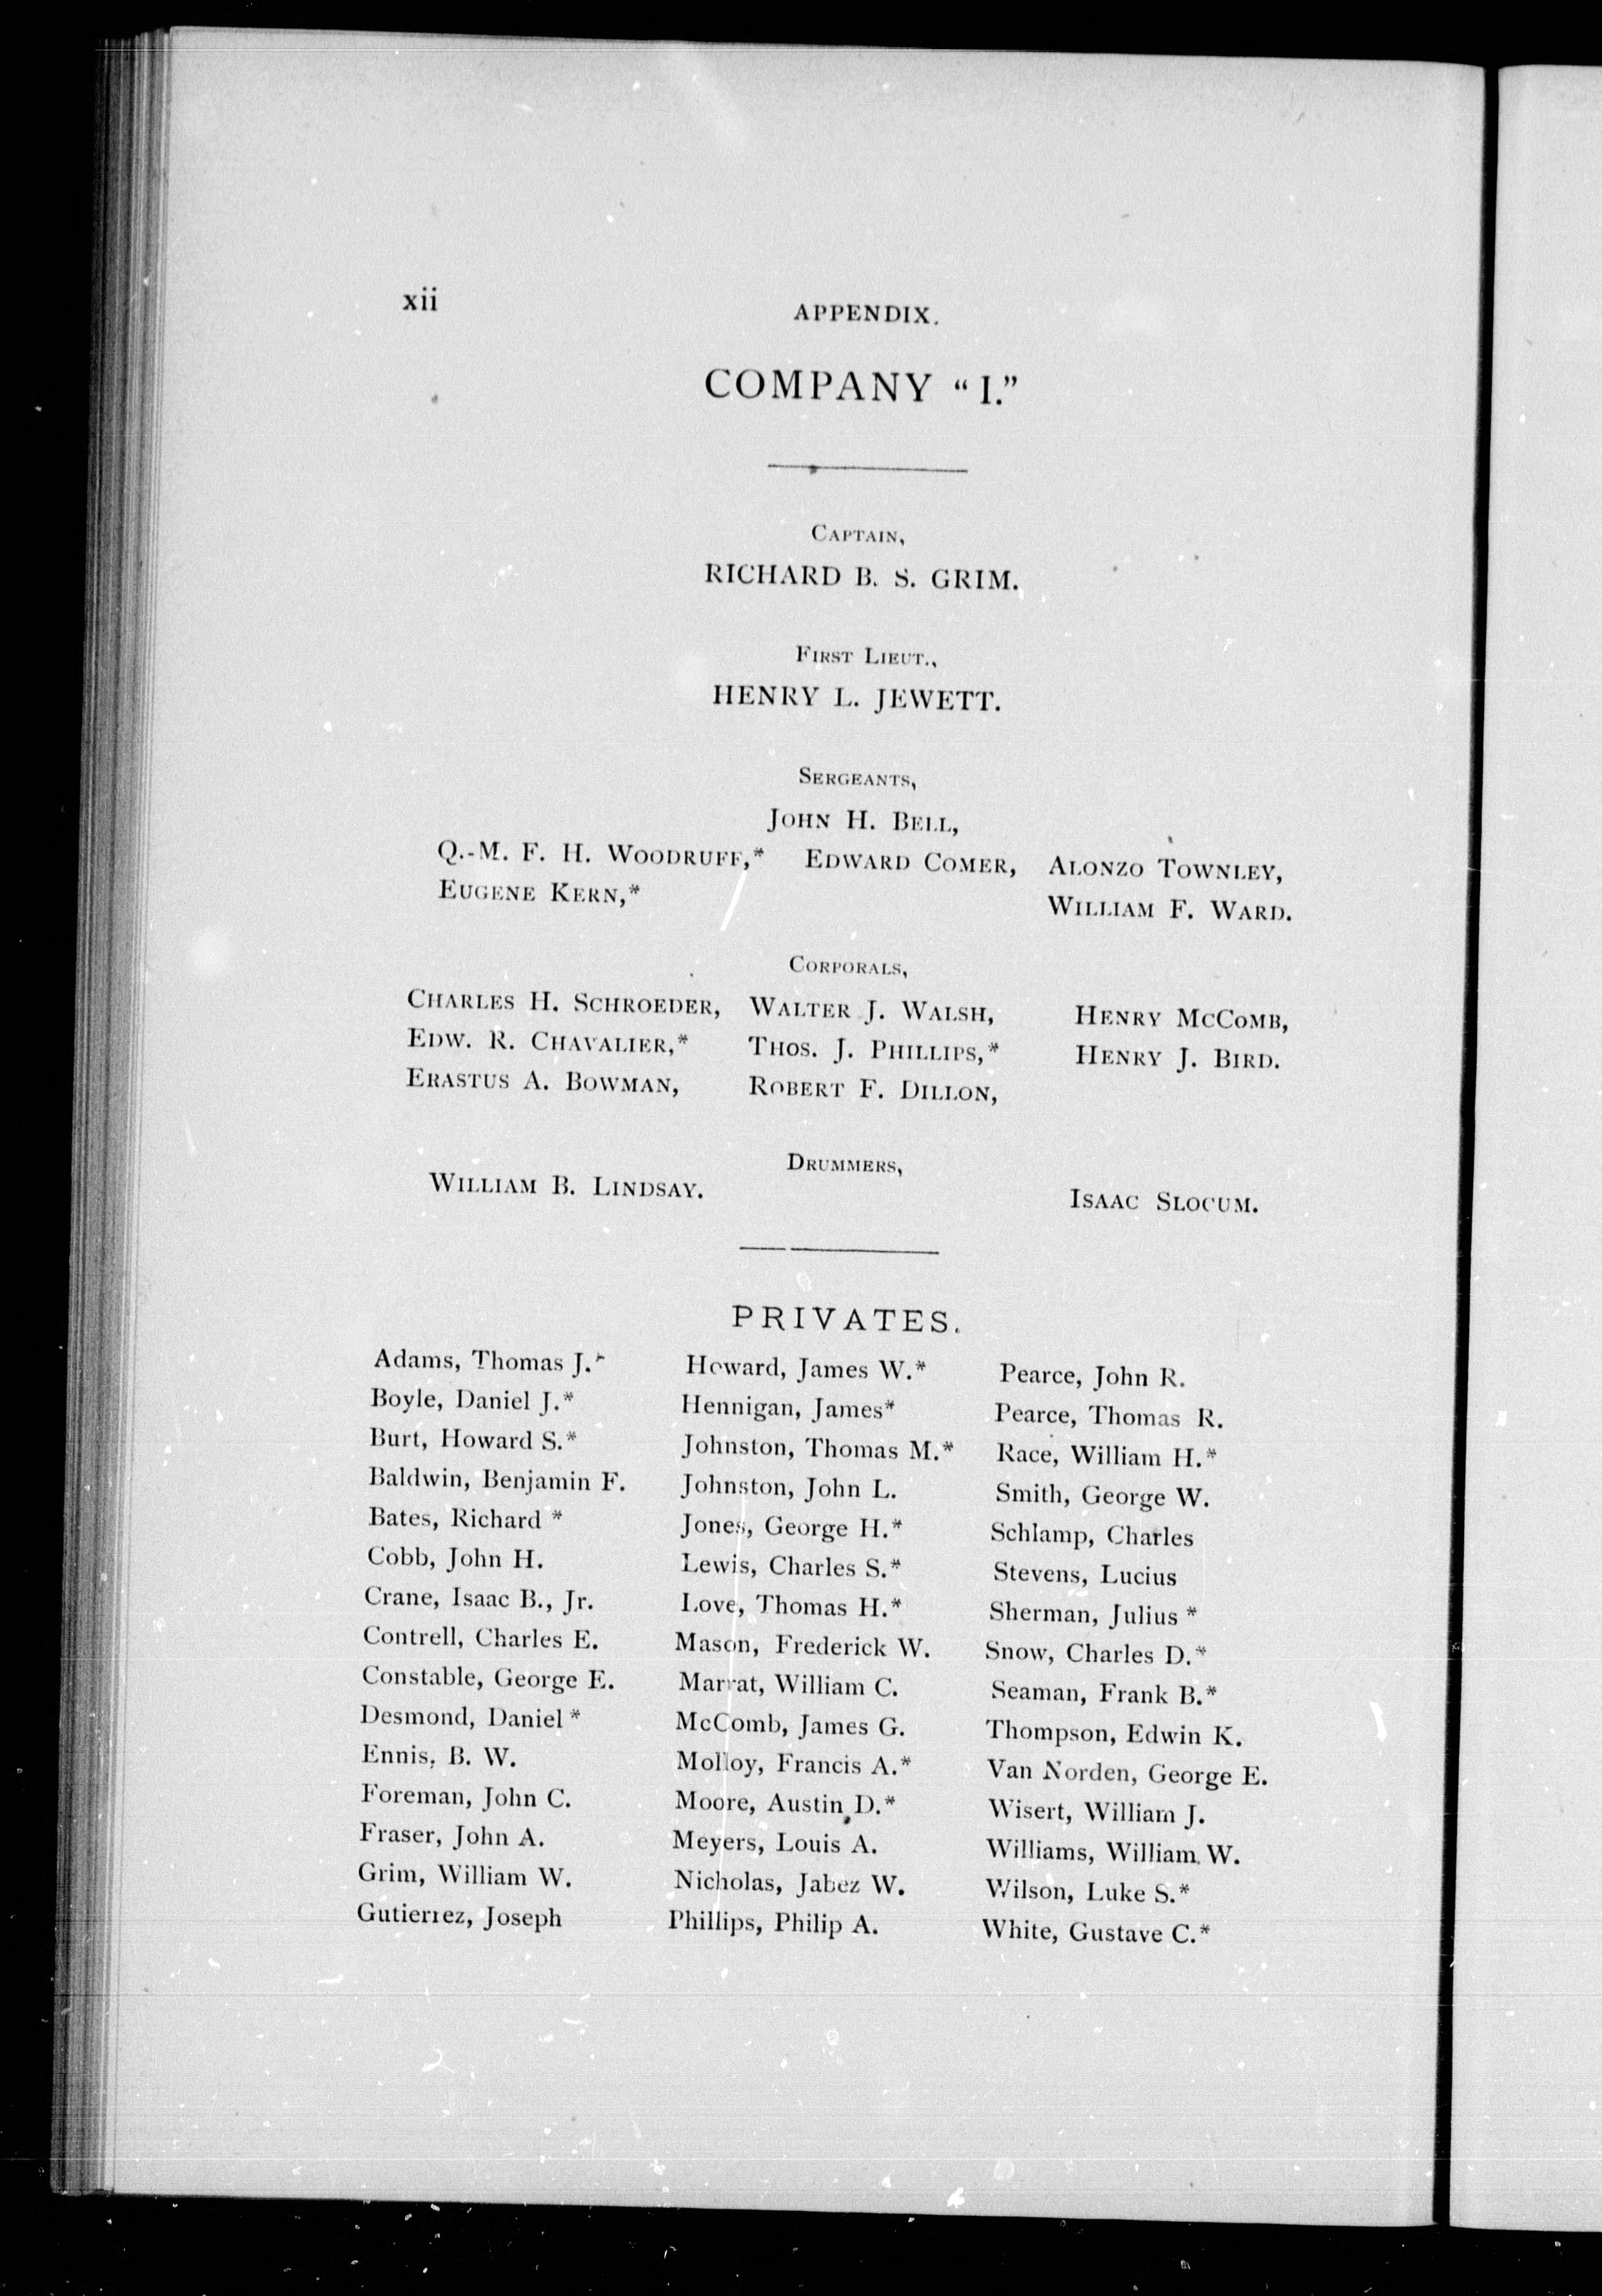 xii
APPENDIX.
COMPANY “I.”
CAPTAIN,
RICHARD B. S. GRIM.
FIRST LIEUT.,
HENRY L. JEWETT.
SERGEANTS,
JOHN H. BELL,
Q.-M. F. H. WOODRUFF,* EDWARD COMER, ALONZO TOWNLEY,
EUGENE KERN,* WILLIAM F. WARD.
CORPORALS,
CHARLES H. SCHROEDER, WALTER J. WALSH, HENRY MCCOMB,
EDW. R. CHAVALIER,* THOS. J. PHILLIPS,* HENRY J. BIRD.
ERASTUS A. BOWMAN, ROBERT F. DILLON,
DRUMMERS,
WILLIAM B. LINDSAY. ISAAC SLOCUM.
PRIVATES.
Adams, Thomas J.*
Boyle, Daniel J.*
Burt, Howard S.*
Baldwin, Benjamin F.
Bates, Richard *
Cobb, John H.
Crane, Isaac B., Jr.
Contrell, Charles E.
Constable, George E.
Desmond, Daniel *
Ennis, B. W.
Foreman, John C.
Fraser, John A.
Grim, William W.
Gutierrez, Joseph
Howard, James W.*
Hennigan, James*
Johnston, Thomas M.*
Johnston, John L.
Jones, George H.*
Lewis, Charles S.*
Love, Thomas H.*
Mason, Frederick W.
Marrat, William C.
McComb, James G.
Molloy, Francis A.*
Moore, Austin D.*
Meyers, Louis A.
Nicholas, Jabez W.
Phillips, Philip A.
Pearce, John R.
Pearce, Thomas R.
Race, William H.*
Smith, George W.
Schlamp, Charles
Stevens, Lucius
Sherman, Julius *
Snow, Charles D.*
Seaman, Frank B.*
Thompson, Edwin K.
Van Norden, George E.
Wisert, William J.
Williams, William W.
Wilson, Luke S.*
White, Gustave C.*